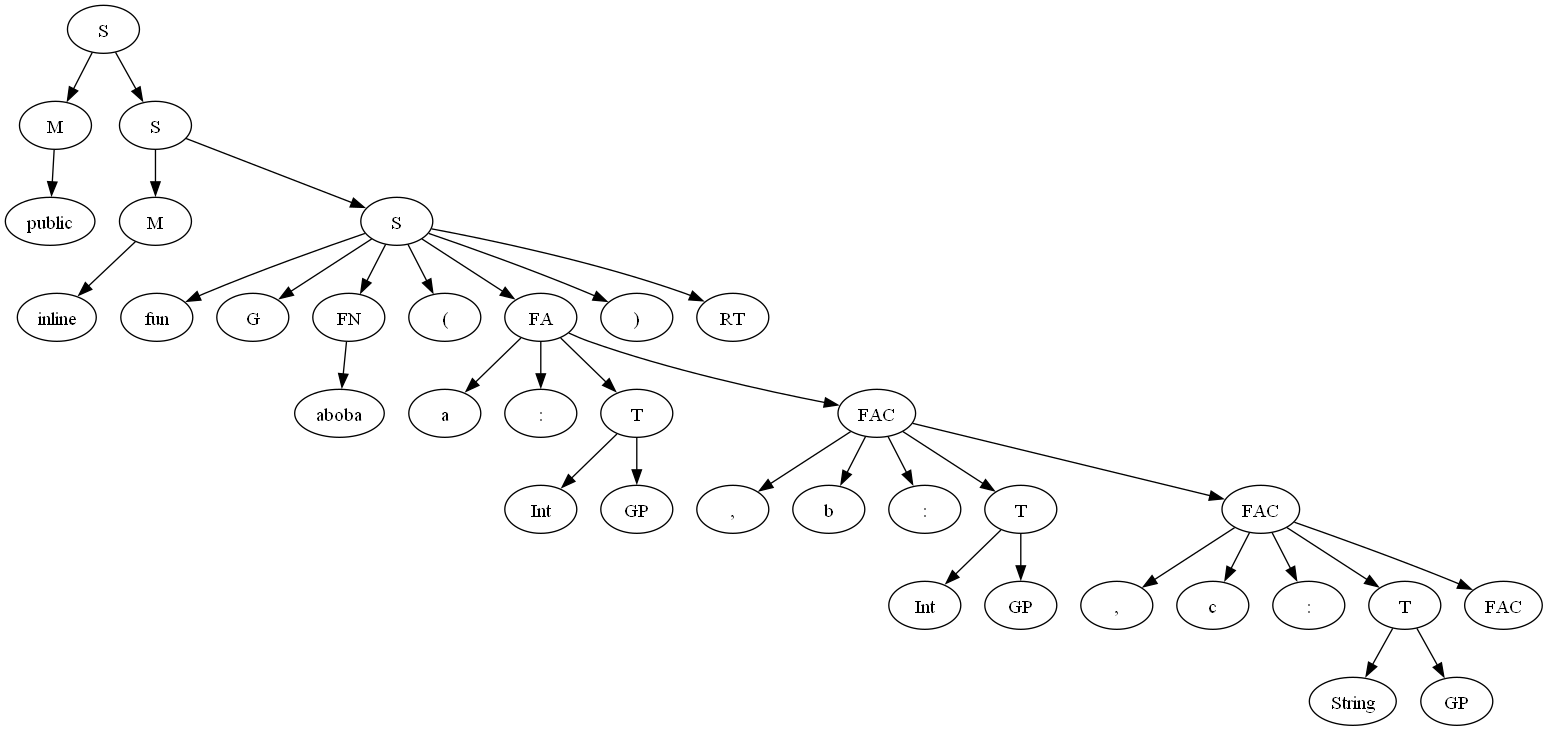 S
M S
public M S
inline fun G FN ( FA ) RT
aboba a : T FAC
Int GP , b : T FAC
Int GP , c : T FAC
String GP